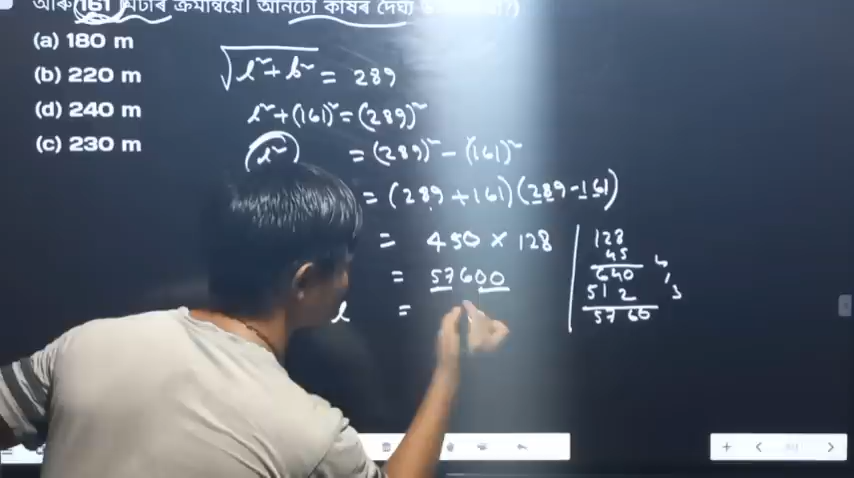 আৰু 161 মিটাৰ ক্ৰমান্বয়ে। আনটো কাষৰ দৈৰ্ঘ্য
(a) 180 m
(b) 220 m
(d) 240 m
(c) 230 m
√l²+b² = 289
l²+(161)²=(289)²
(l²) =(289)²-(161)²
=(289+161)(289-161)
= 450×128
= 57600
l =
128
45
640
512
5760